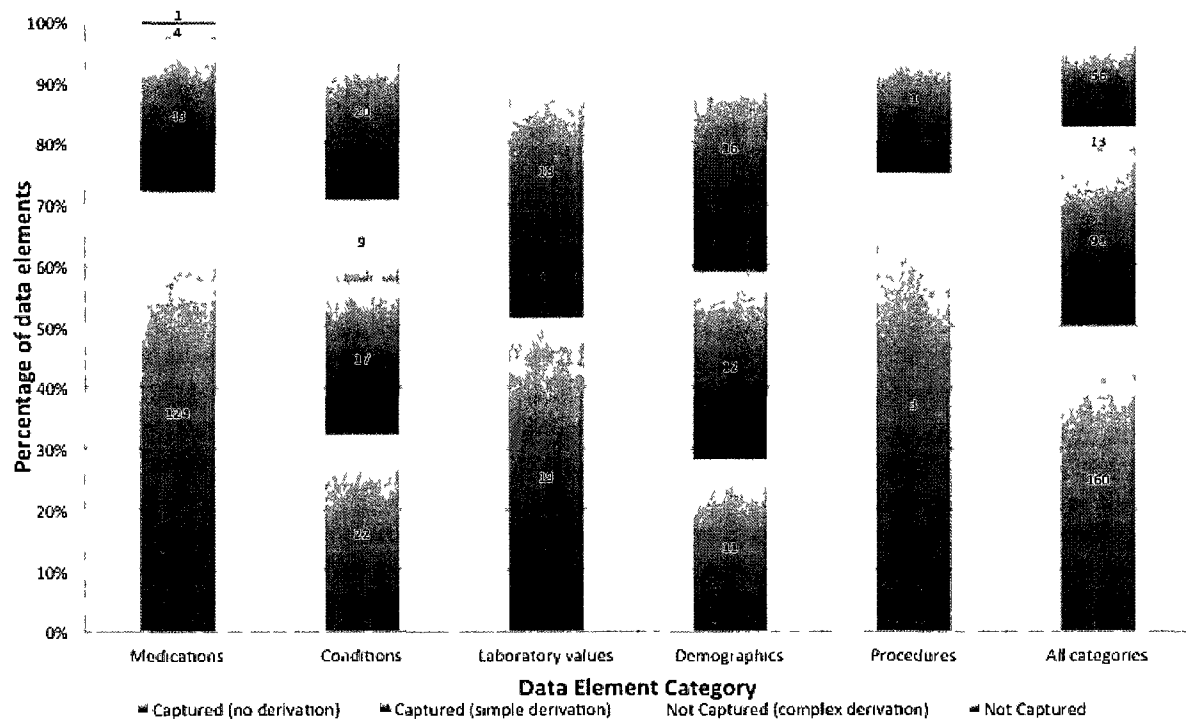 100%
1
4
90%
20
1
56
80%
16
13
70%
18
60%
9
50%
17
12
40%
129
3
30%
19
160
20%
22
11
10%
0%
Percentage of data elements
Medications
Conditions
Laboratory values
Demographics
Procedures
All categories
Data Element Category
Captured (no derivation)
Captured (simple derivation)
Not Captured (complex derivation)
Not Captured